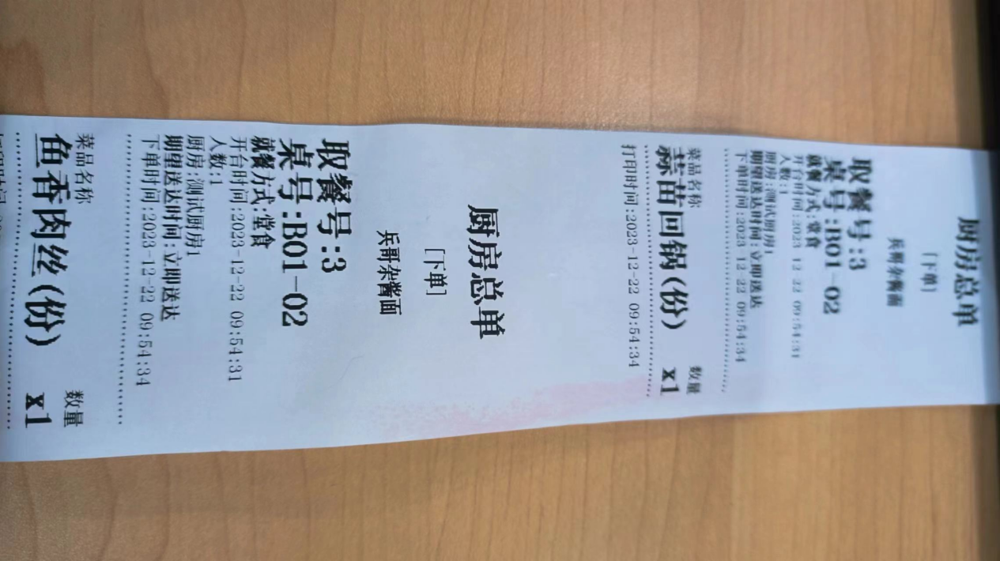 厨房总单
[下单]
兵哥杂酱面
取餐号:3
桌号:B01-02
就餐方式:堂食
开台时间:2023-12-22 09:54:31
人数:1
厨房:测试厨房1
期望送达时间:立即送达
下单时间:2023-12-22 09:54:34
菜品名称 数量
蒜苗回锅(份) x1
打印时间:2023-12-22 09:54:34
厨房总单
[下单]
兵哥杂酱面
取餐号:3
桌号:B01-02
就餐方式:堂食
开台时间:2023-12-22 09:54:31
人数:1
厨房:测试厨房1
期望送达时间:立即送达
下单时间:2023-12-22 09:54:34
菜品名称 数量
鱼香肉丝(份) x1